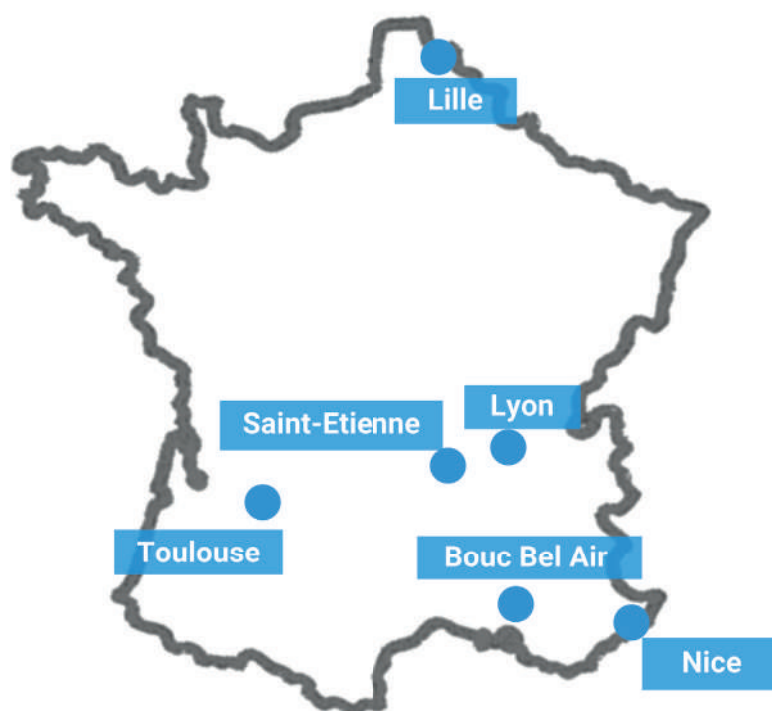 Lille
Lyon
Saint-Etienne
Toulouse
Bouc Bel Air
Nice